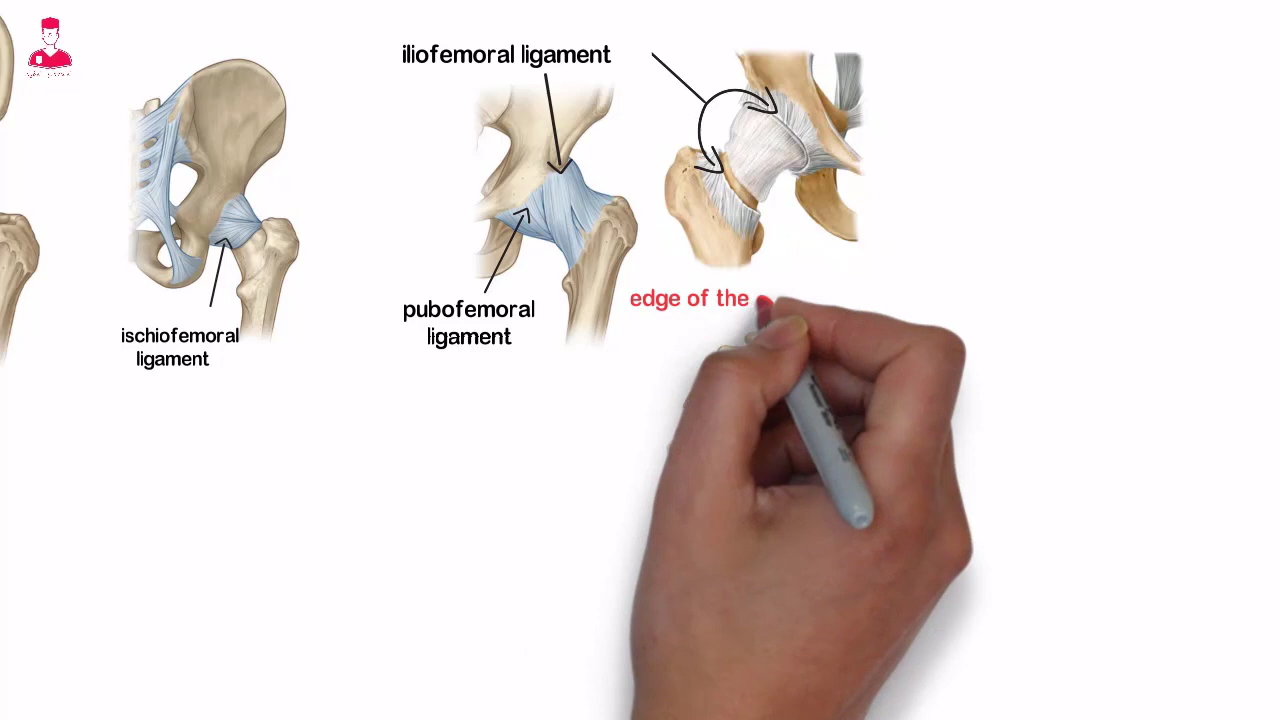 iliofemoral ligament
pubofemoral
ligament
ischiofemoral
ligament
edge of the